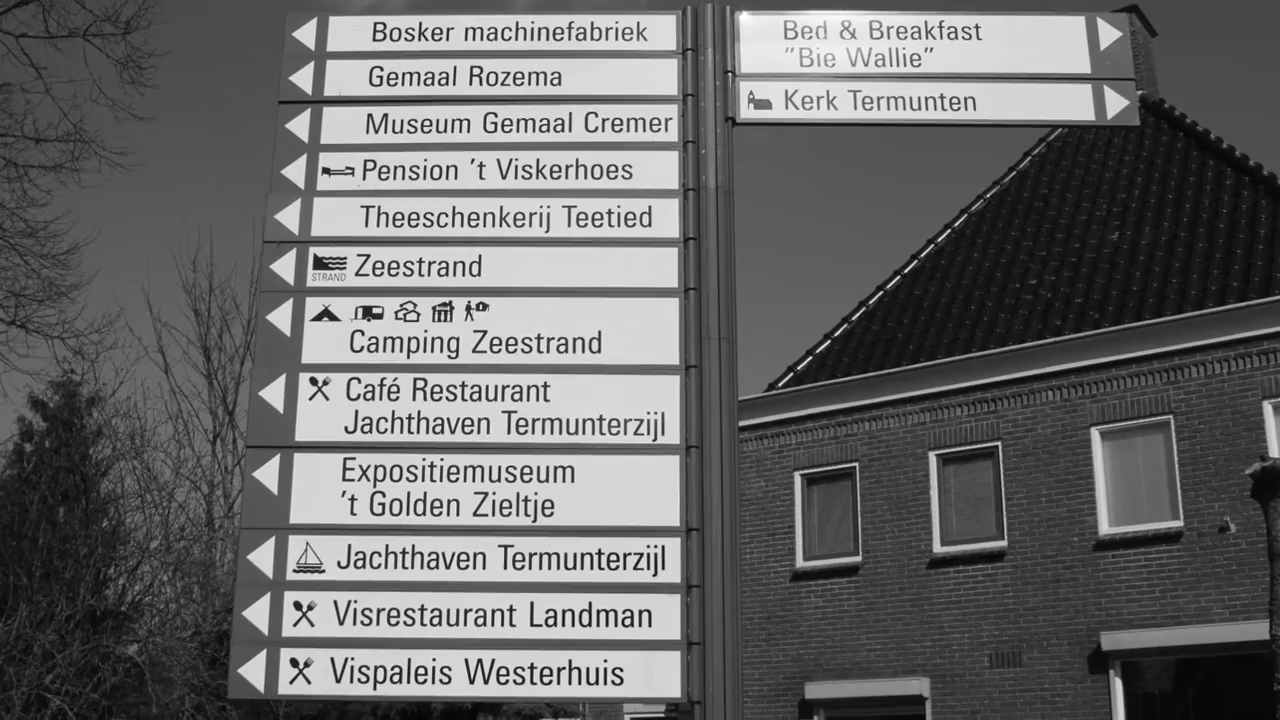 Bosker machinefabriek
Gemaal Rozema
Museum Gemaal Cremer
Pension 't Viskerhoes
Theeschenkerij Teetied
STRAND Zeestrand
Camping Zeestrand
Café Restaurant
Jachthaven Termunterzijl
Expositiemuseum
't Golden Zieltje
Jachthaven Termunterzijl
Visrestaurant Landman
Vispaleis Westerhuis
Bed & Breakfast
"Bie Wallie"
Kerk Termunten